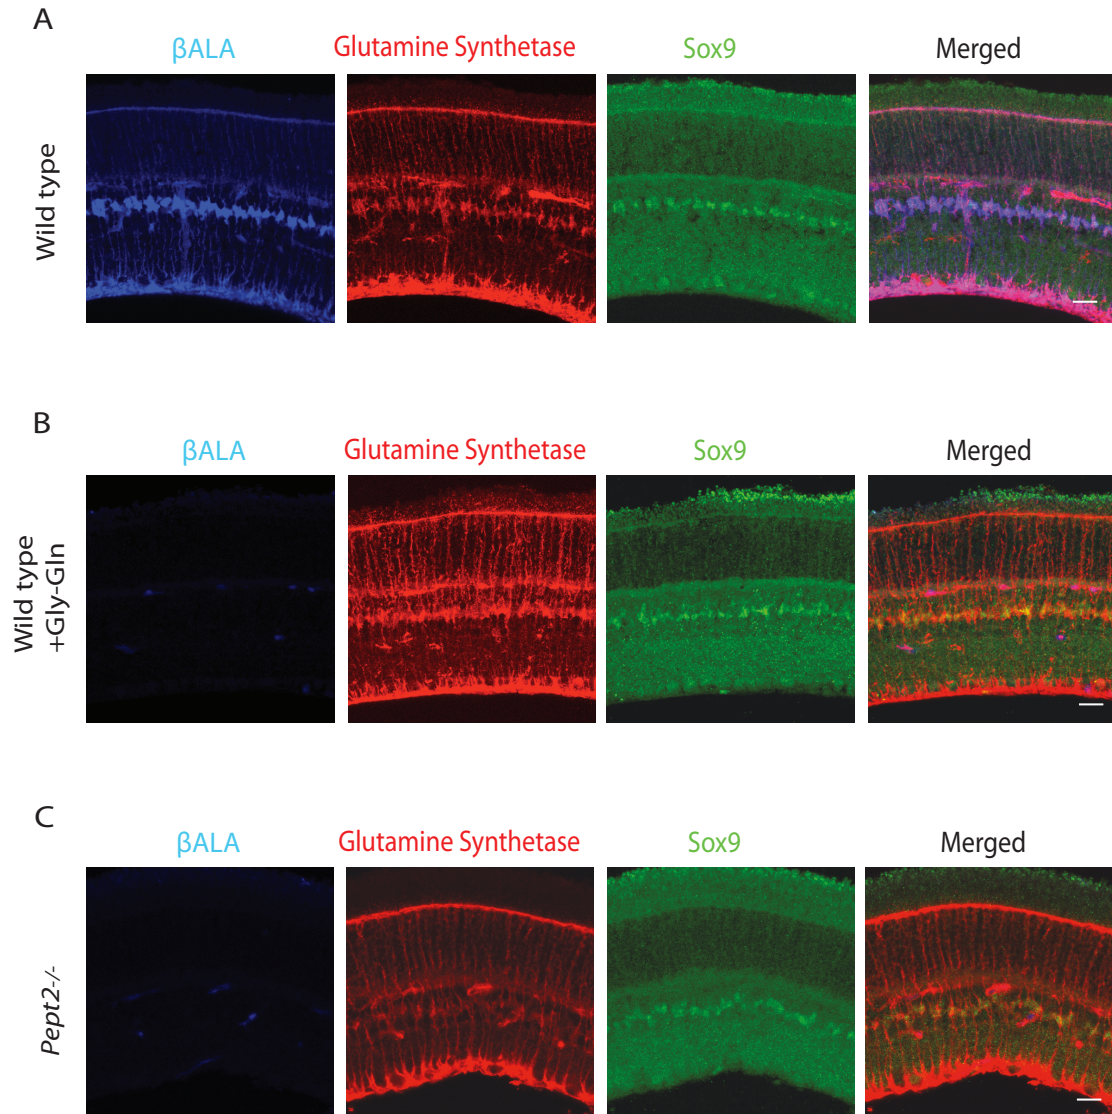 A
βALA
Glutamine Synthetase
Sox9
Merged
Wild type
B
βALA
Glutamine Synthetase
Sox9
Merged
Wild type
+Gly-Gln
C
βALA
Glutamine Synthetase
Sox9
Merged
Pept2-/-